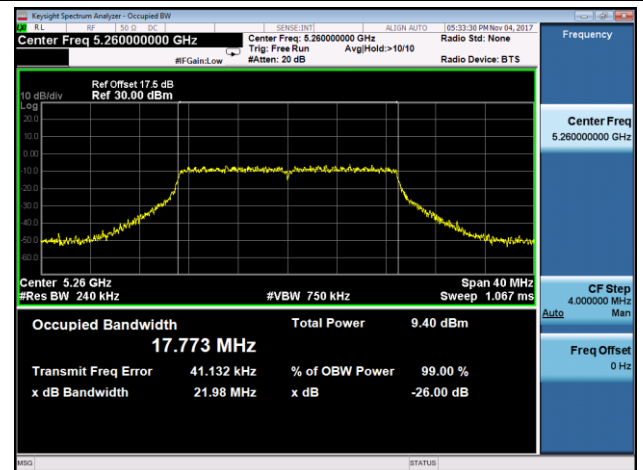 Keysight Spectrum Analyzer - Occupied BW
RL RF 50 Ω DC SENSE:INT ALIGN AUTO 05:33:30 PM Nov 04, 2017
Center Freq 5.260000000 GHz Center Freq: 5.260000000 GHz Radio Std: None Frequency
Trig: Free Run Avg|Hold:>10/10
#IFGain:Low #Atten: 20 dB Radio Device: BTS
Ref Offset 17.5 dB
10 dB/div Ref 30.00 dBm
Log
20.0
10.0
0.00
-10.0
-20.0
-30.0
-40.0
-50.0
-60.0
Center Freq
5.260000000 GHz
Center 5.26 GHz Span 40 MHz
#Res BW 240 kHz #VBW 750 kHz Sweep 1.067 ms
CF Step
4.000000 MHz
Auto Man
Occupied Bandwidth Total Power 9.40 dBm
17.773 MHz
Transmit Freq Error 41.132 kHz % of OBW Power 99.00 %
x dB Bandwidth 21.98 MHz x dB -26.00 dB
Freq Offset
0 Hz
MSG STATUS